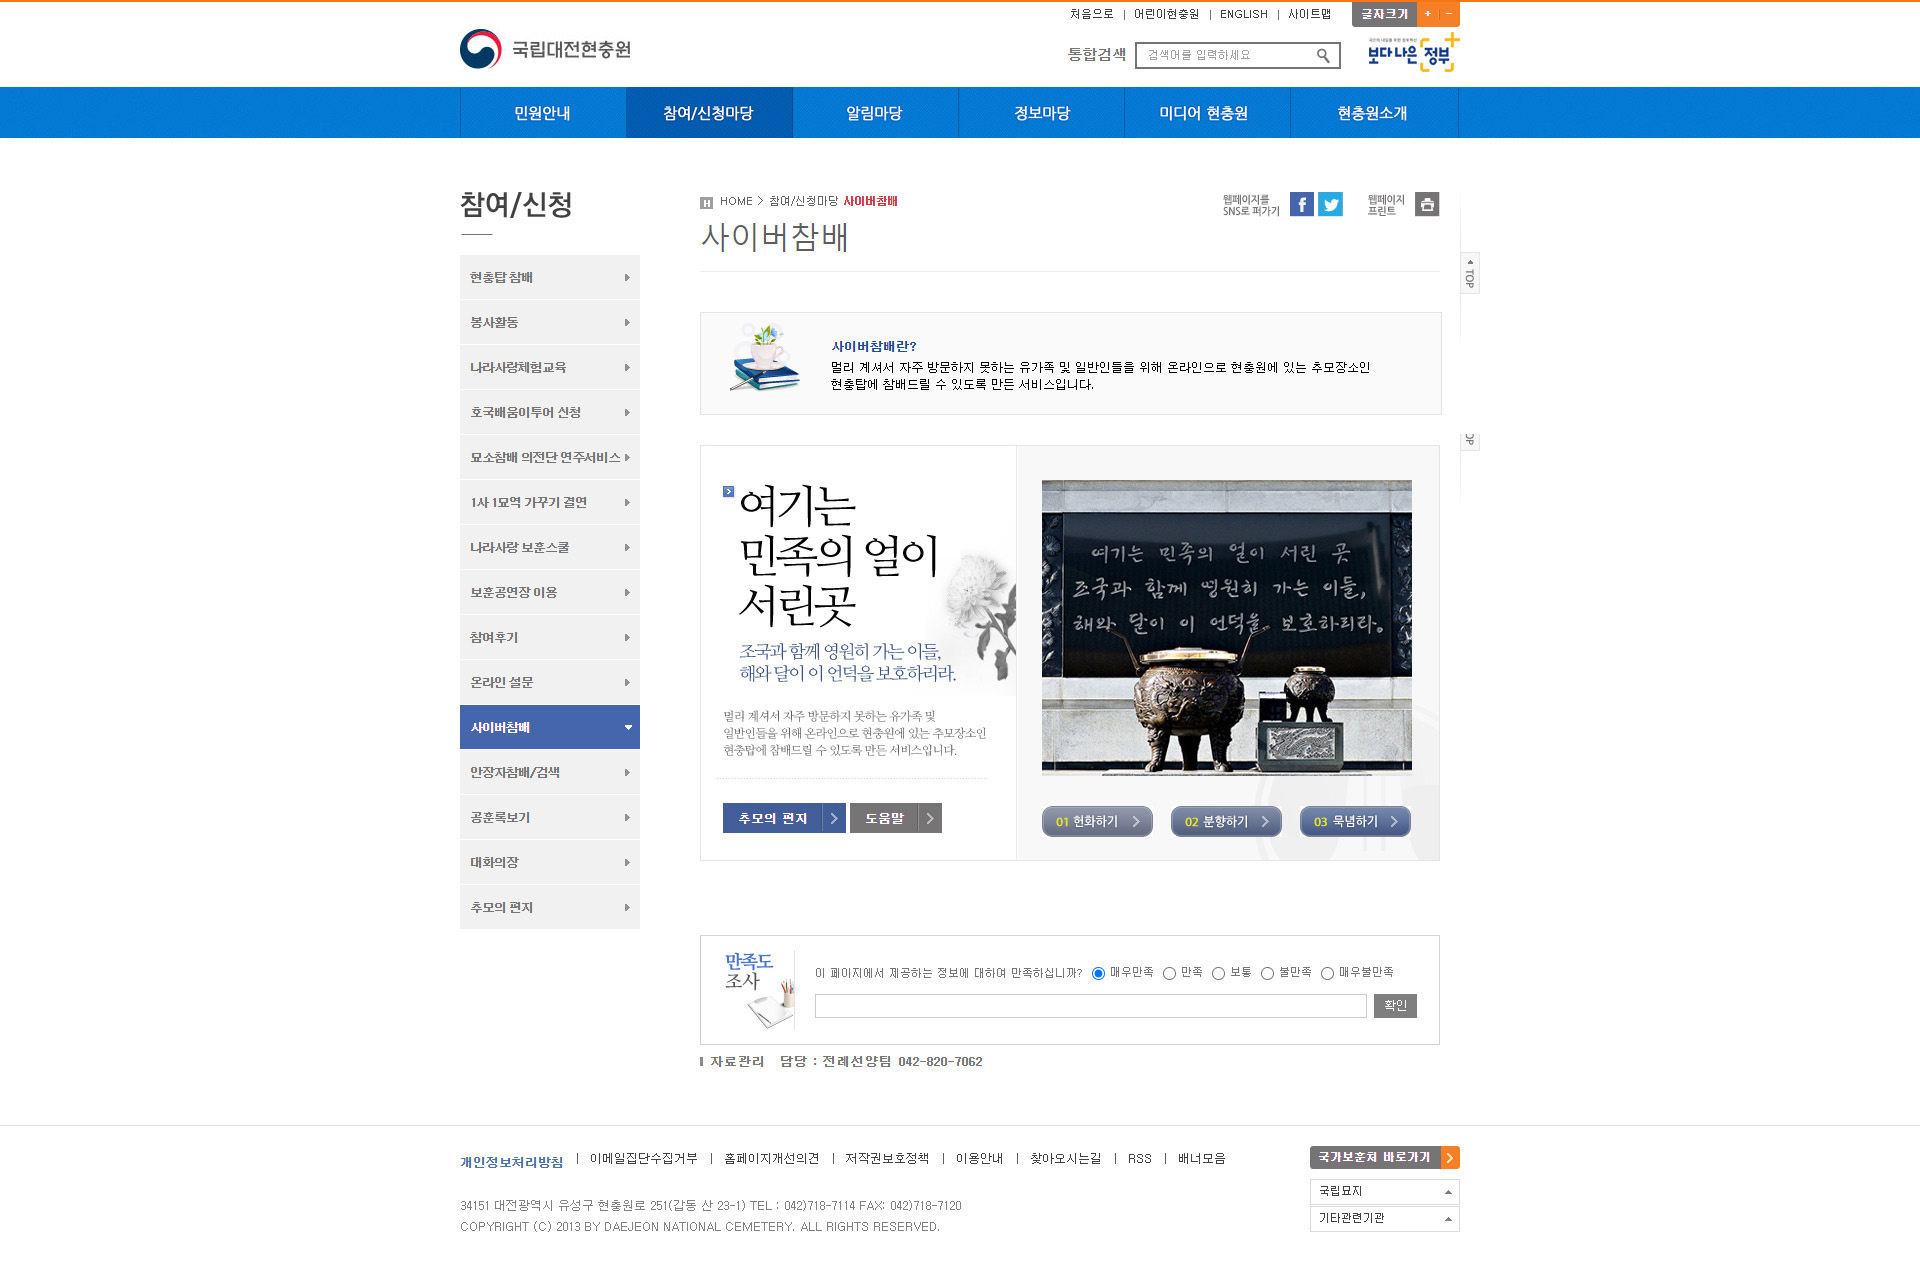 처음으로 | 어린이현충원 | ENGLISH | 사이트맵
글자크기 + -
국립대전현충원
통합검색
검색어를 입력하세요
보다나은 정부
민원안내
참여/신청마당
알림마당
정보마당
미디어 현충원
현충원소개
참여/신청
현충탑 참배
봉사활동
나라사랑체험교육
호국배움이투어 신청
묘소참배 의전단 연주서비스
1사 1묘역 가꾸기 결연
나라사랑 보훈스쿨
보훈공연장 이용
참여후기
온라인 설문
사이버참배
안장자참배/검색
공훈록보기
대화의장
추모의 편지
H HOME > 참여/신청마당 사이버참배
웹페이지를
SNS로 퍼가기
웹페이지
프린트
사이버참배
TOP
OP
사이버참배란?
멀리 계셔서 자주 방문하지 못하는 유가족 및 일반인들을 위해 온라인으로 현충원에 있는 추모장소인
현충탑에 참배드릴 수 있도록 만든 서비스입니다.
여기는
민족의 얼이
서린곳
조국과 함께 영원히 가는 이들,
해와 달이 이 언덕을 보호하리라.
멀리 계셔서 자주 방문하지 못하는 유가족 및
일반인들을 위해 온라인으로 현충원에 있는 추모장소인
현충탑에 참배드릴 수 있도록 만든 서비스입니다.
추모의 편지
도움말
여기는 민족의 얼이 서린 곳
조국과 함께 영원히 가는 이들,
해와 달이 이 언덕을 보호하리라.
01 헌화하기
02 분향하기
03 묵념하기
만족도
조사
이 페이지에서 제공하는 정보에 대하여 만족하십니까? 매우만족 만족 보통 불만족 매우불만족
확인
자료관리 담당 : 전례선양팀 042-820-7062
개인정보처리방침 | 이메일집단수집거부 | 홈페이지개선의견 | 저작권보호정책 | 이용안내 | 찾아오시는길 | RSS | 배너모음
34151 대전광역시 유성구 현충원로 251(갑동 산 23-1) TEL : 042)718-7114 FAX: 042)718-7120
COPYRIGHT (C) 2013 BY DAEJEON NATIONAL CEMETERY. ALL RIGHTS RESERVED.
국가보훈처 바로가기
국립묘지
기타관련기관